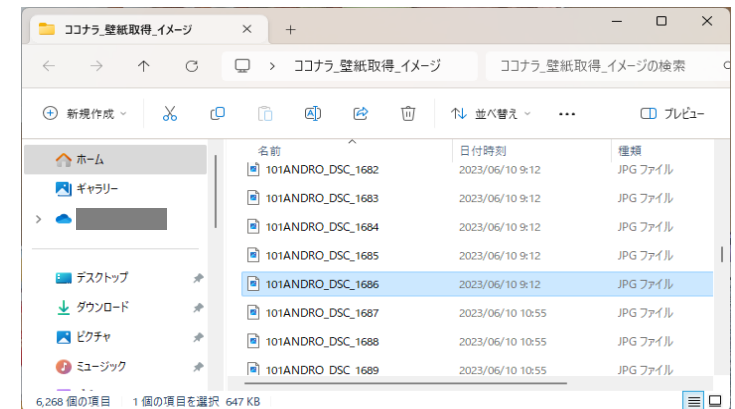 ココナラ_壁紙取得_イメージ
ココナラ_壁紙取得_イメージ ココナラ_壁紙取得_イメージの検索
新規作成 並べ替え プレビュー
ホーム
ギャラリー
デスクトップ
ダウンロード
ピクチャ
ミュージック
名前 日付時刻 種類
101ANDRO_DSC_1682 2023/06/10 9:12 JPG ファイル
101ANDRO_DSC_1683 2023/06/10 9:12 JPG ファイル
101ANDRO_DSC_1684 2023/06/10 9:12 JPG ファイル
101ANDRO_DSC_1685 2023/06/10 9:12 JPG ファイル
101ANDRO_DSC_1686 2023/06/10 9:12 JPG ファイル
101ANDRO_DSC_1687 2023/06/10 10:55 JPG ファイル
101ANDRO_DSC_1688 2023/06/10 10:55 JPG ファイル
101ANDRO_DSC_1689 2023/06/10 10:55 JPG ファイル
6,268 個の項目 1 個の項目を選択 647 KB